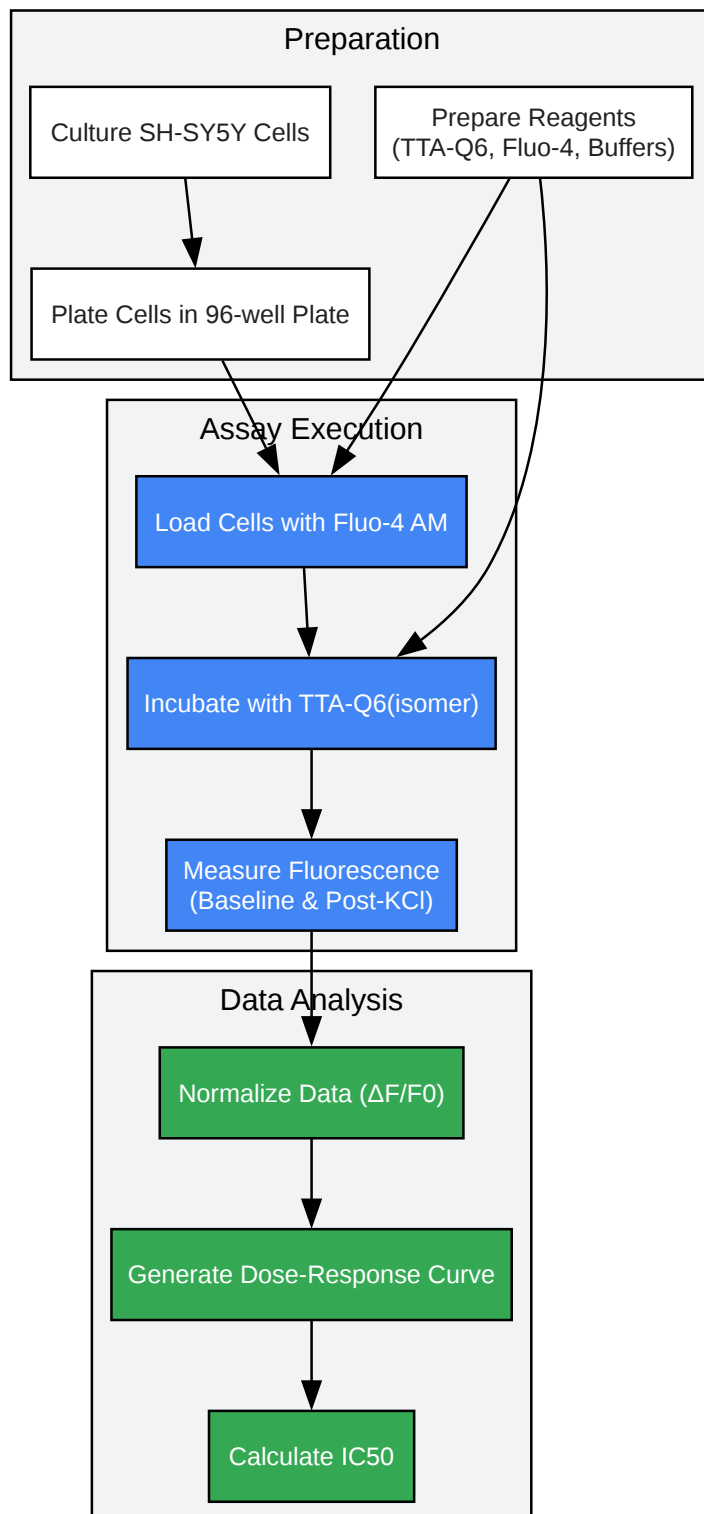 Preparation
Culture SH-SY5Y Cells
Prepare Reagents
(TTA-Q6, Fluo-4, Buffers)
Plate Cells in 96-well Plate
Assay Execution
Load Cells with Fluo-4 AM
Incubate with TTA-Q6(isomer)
Measure Fluorescence
(Baseline & Post-KCl)
Data Analysis
Normalize Data (ΔF/F0)
Generate Dose-Response Curve
Calculate IC50